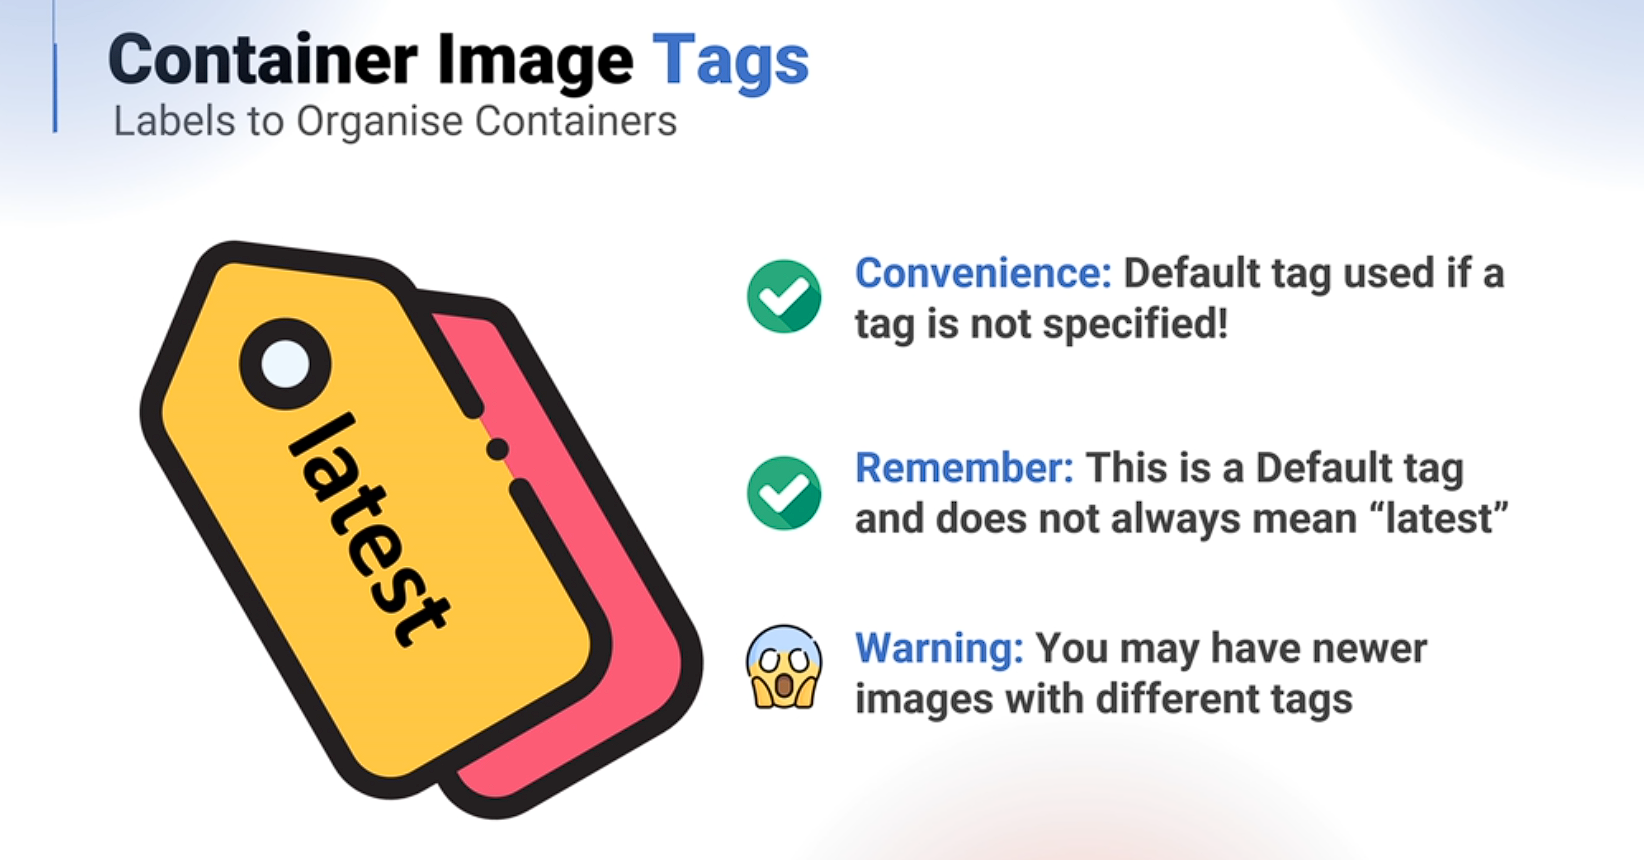 Container Image Tags
Labels to Organise Containers
latest
Convenience: Default tag used if a
tag is not specified!
Remember: This is a Default tag
and does not always mean “latest”
Warning: You may have newer
images with different tags